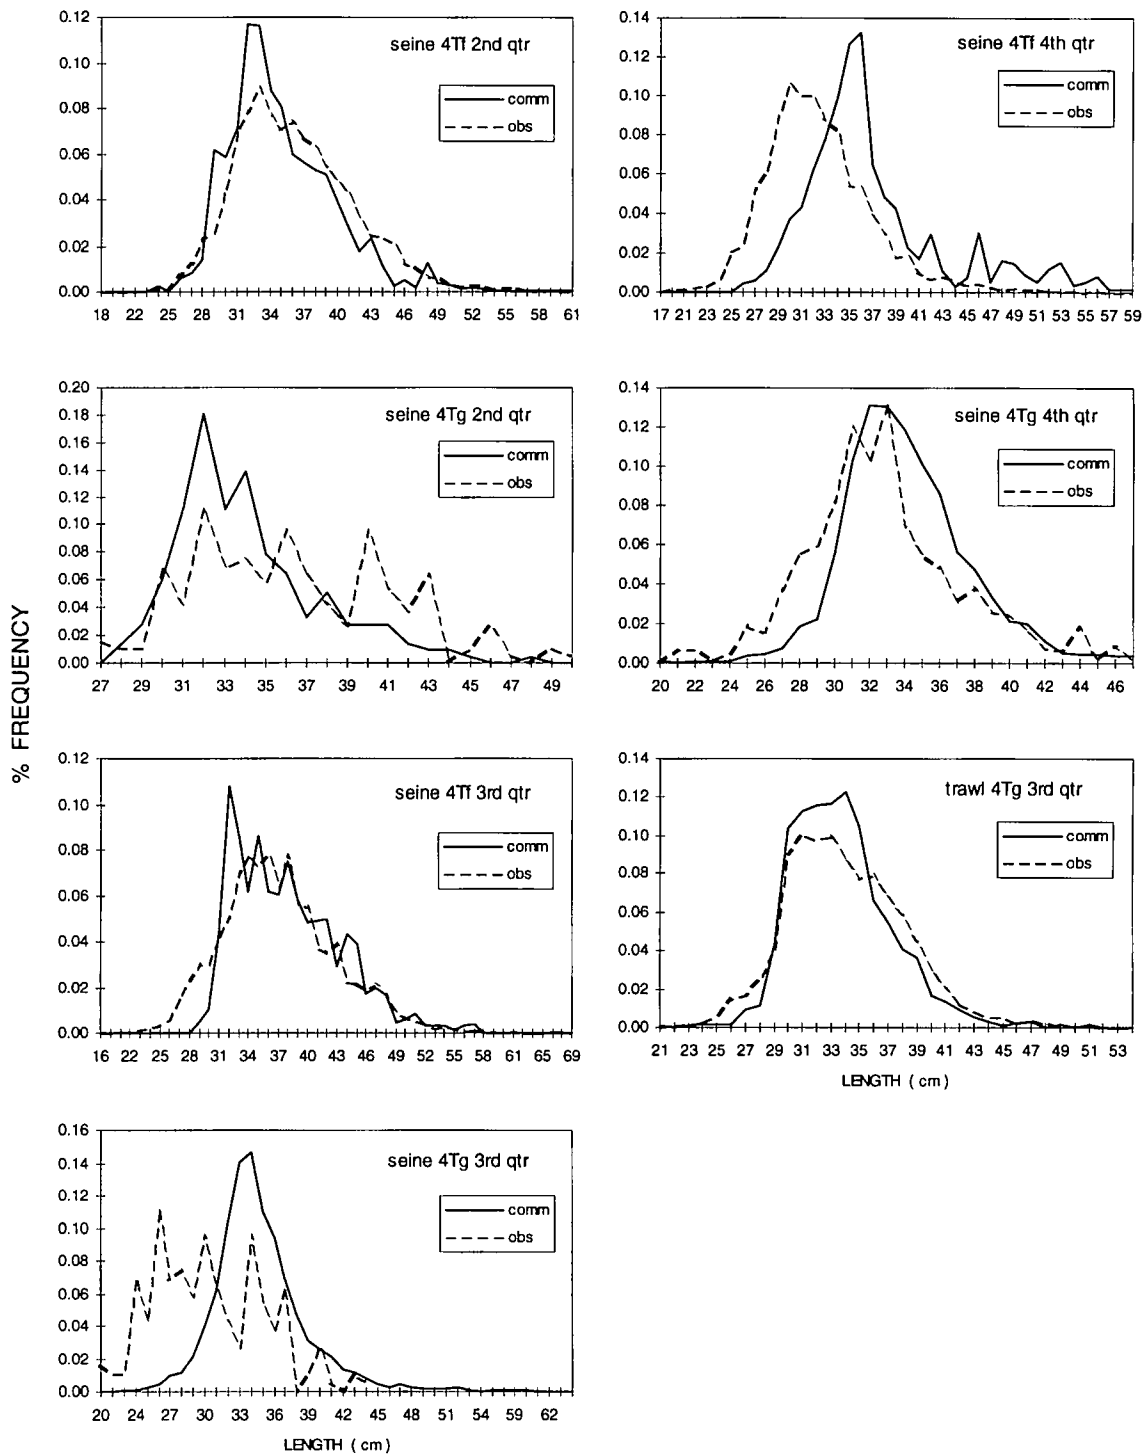 % FREQUENCY
seine 4Tf 2nd qtr
comm
obs
0.12
0.10
0.08
0.06
0.04
0.02
0.00
18 22 25 28 31 34 37 40 43 46 49 52 55 58 61
seine 4Tf 4th qtr
comm
obs
0.14
0.12
0.10
0.08
0.06
0.04
0.02
0.00
17 21 23 25 27 29 31 33 35 37 39 41 43 45 47 49 51 53 55 57 59
seine 4Tg 2nd qtr
comm
obs
0.20
0.18
0.16
0.14
0.12
0.10
0.08
0.06
0.04
0.02
0.00
27 29 31 33 35 37 39 41 43 45 47 49
seine 4Tg 4th qtr
comm
obs
0.14
0.12
0.10
0.08
0.06
0.04
0.02
0.00
20 22 24 26 28 30 32 34 36 38 40 42 44 46
seine 4Tf 3rd qtr
comm
obs
0.12
0.10
0.08
0.06
0.04
0.02
0.00
16 22 25 28 31 34 37 40 43 46 49 52 55 58 61 65 69
trawl 4Tg 3rd qtr
comm
obs
0.14
0.12
0.10
0.08
0.06
0.04
0.02
0.00
21 23 25 27 29 31 33 35 37 39 41 43 45 47 49 51 53
LENGTH ( cm )
seine 4Tg 3rd qtr
comm
obs
0.16
0.14
0.12
0.10
0.08
0.06
0.04
0.02
0.00
20 24 27 30 33 36 39 42 45 48 51 54 59 62
LENGTH ( cm )